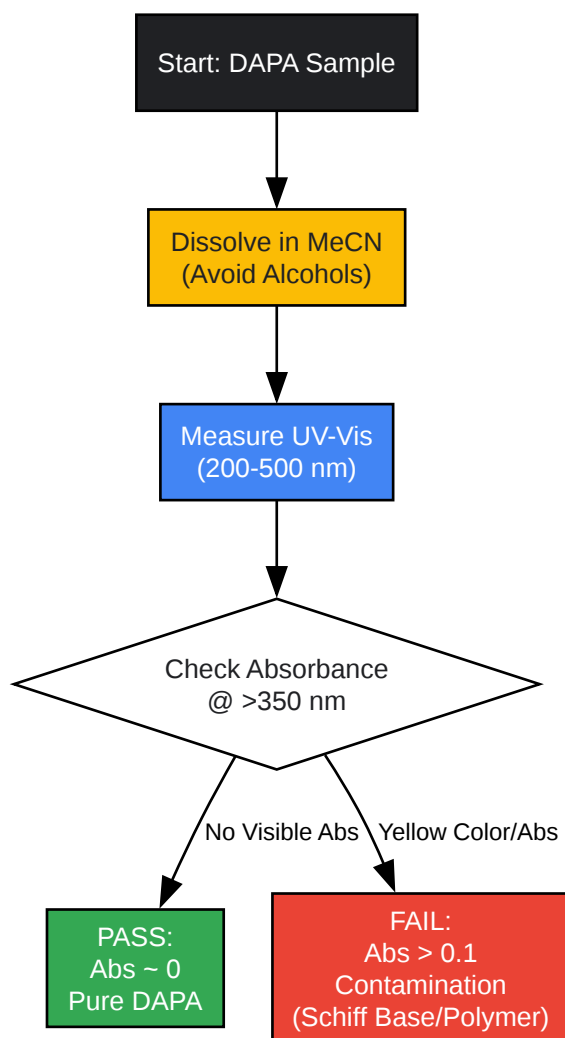 Start: DAPA Sample
Dissolve in MeCN
(Avoid Alcohols)
Measure UV-Vis
(200-500 nm)
Check Absorbance
@ >350 nm
No Visible Abs
Yellow Color/Abs
PASS:
Abs ~ 0
Pure DAPA
FAIL:
Abs > 0.1
Contamination
(Schiff Base/Polymer)